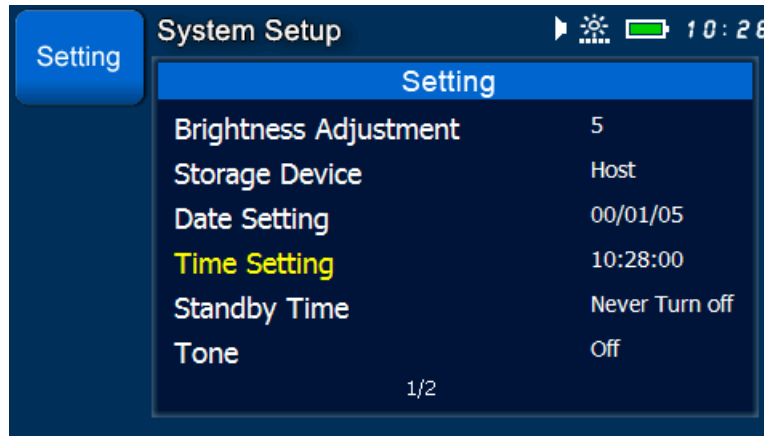 Setting
System Setup
10:28
Setting
Brightness Adjustment 5
Storage Device Host
Date Setting 00/01/05
Time Setting 10:28:00
Standby Time Never Turn off
Tone Off
1/2